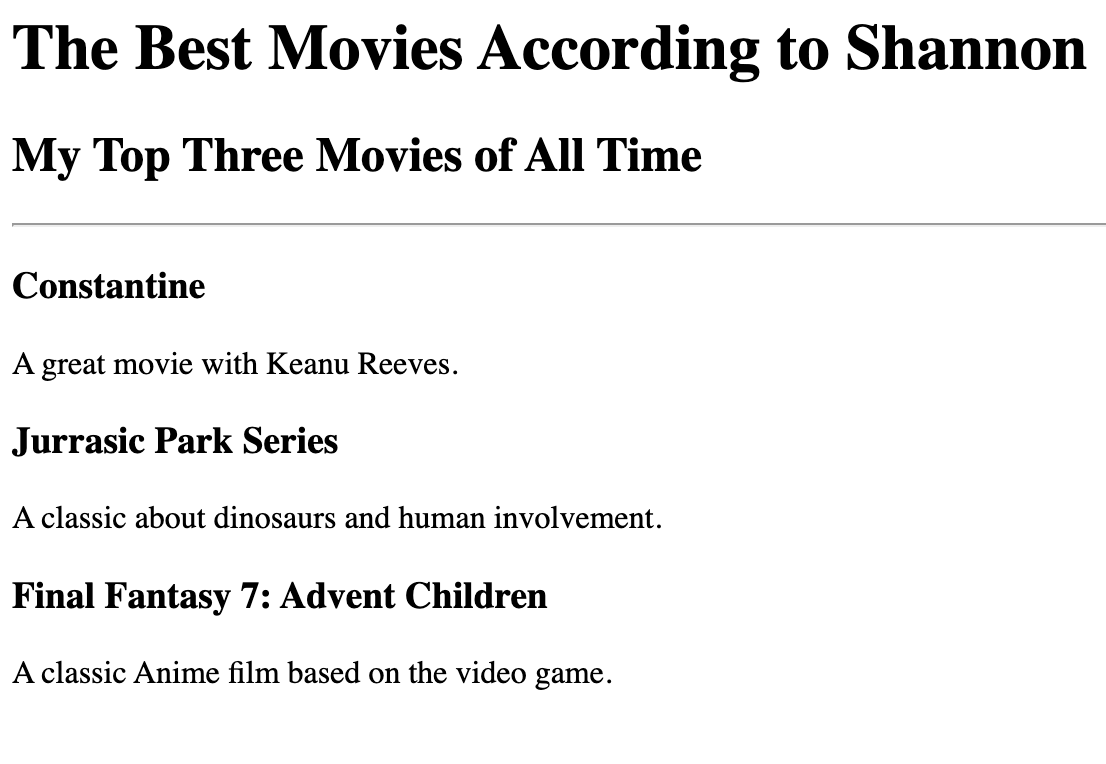 The Best Movies According to Shannon
My Top Three Movies of All Time
Constantine
A great movie with Keanu Reeves.
Jurrasic Park Series
A classic about dinosaurs and human involvement.
Final Fantasy 7: Advent Children
A classic Anime film based on the video game.